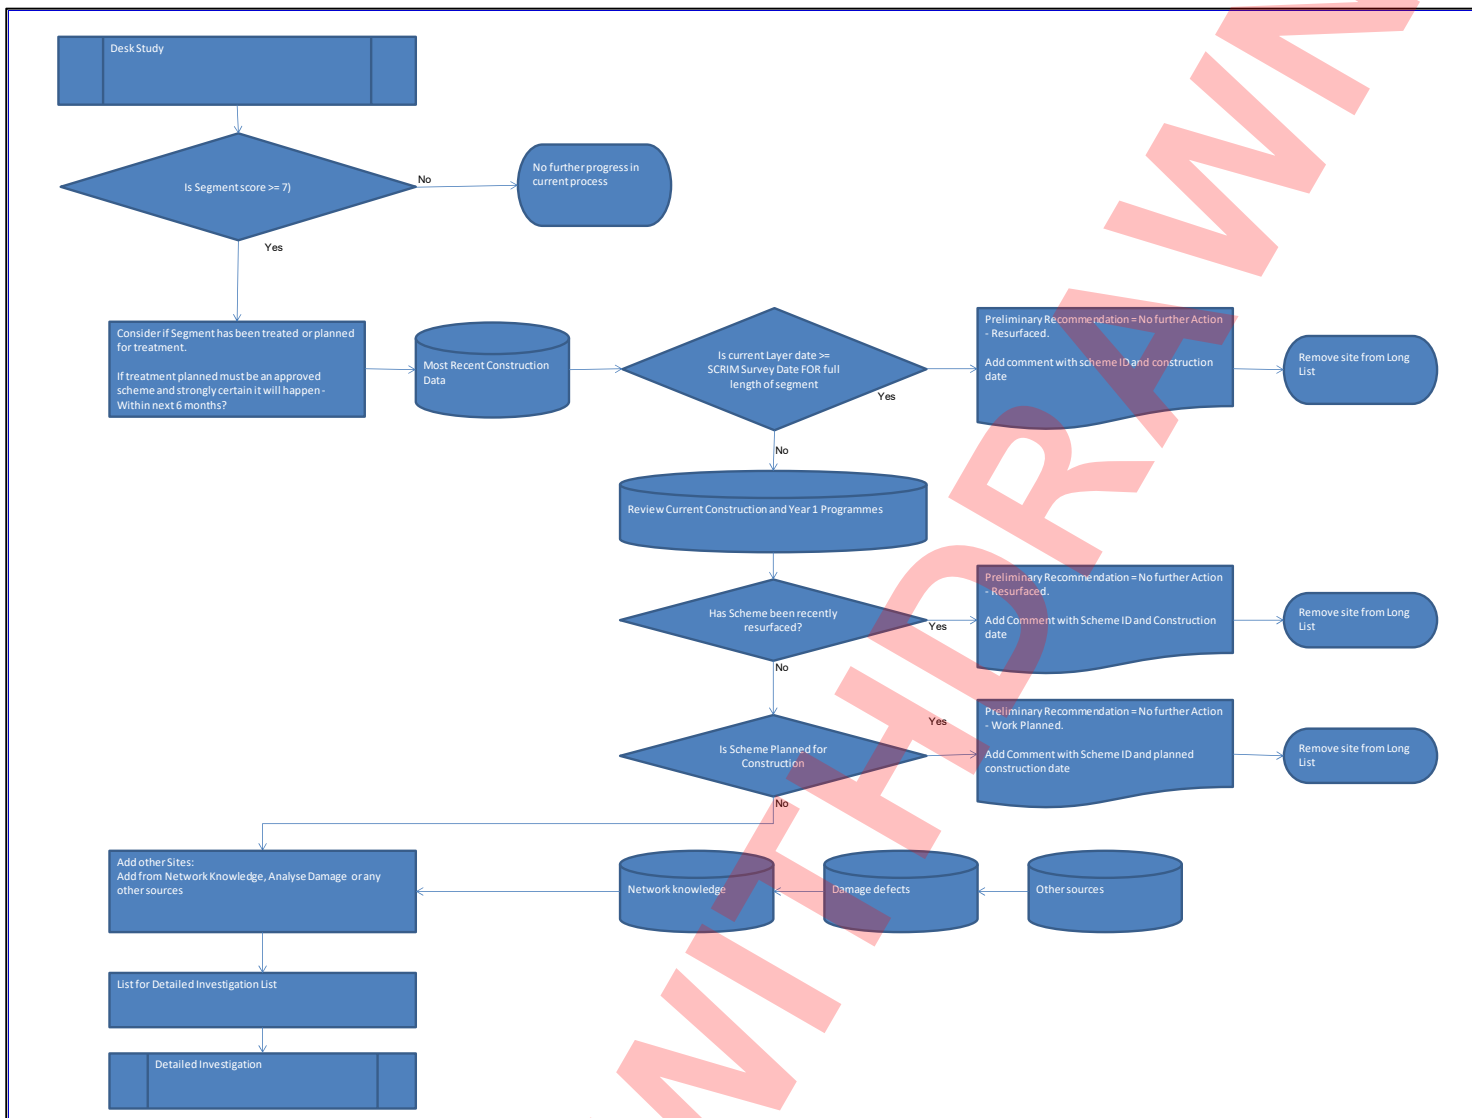 Desk Study
Is Segment score >= 7)
No
No further progress in
current process
Yes
Consider if Segment has been treated or planned
for treatment.
If treatment planned must be an approved
scheme and strongly certain it will happen -
Within next 6 months?
Most Recent Construction
Data
Is current Layer date >=
SCRIM Survey Date FOR full
length of segment
Yes
Preliminary Recommendation = No further Action
- Resurfaced.
Add comment with scheme ID and construction
date
Remove site from Long
List
No
Review Current Construction and Year 1 Programmes
Has Scheme been recently
resurfaced?
Yes
Preliminary Recommendation = No further Action
- Resurfaced.
Add Comment with Scheme ID and Construction
date
Remove site from Long
List
No
Is Scheme Planned for
Construction
Yes
Preliminary Recommendation = No further Action
- Work Planned.
Add Comment with Scheme ID and planned
construction date
Remove site from Long
List
No
Add other Sites:
Add from Network Knowledge, Analyse Damage or any
other sources
Network knowledge
Damage defects
Other sources
List for Detailed Investigation List
Detailed Investigation
WITHDRAWN